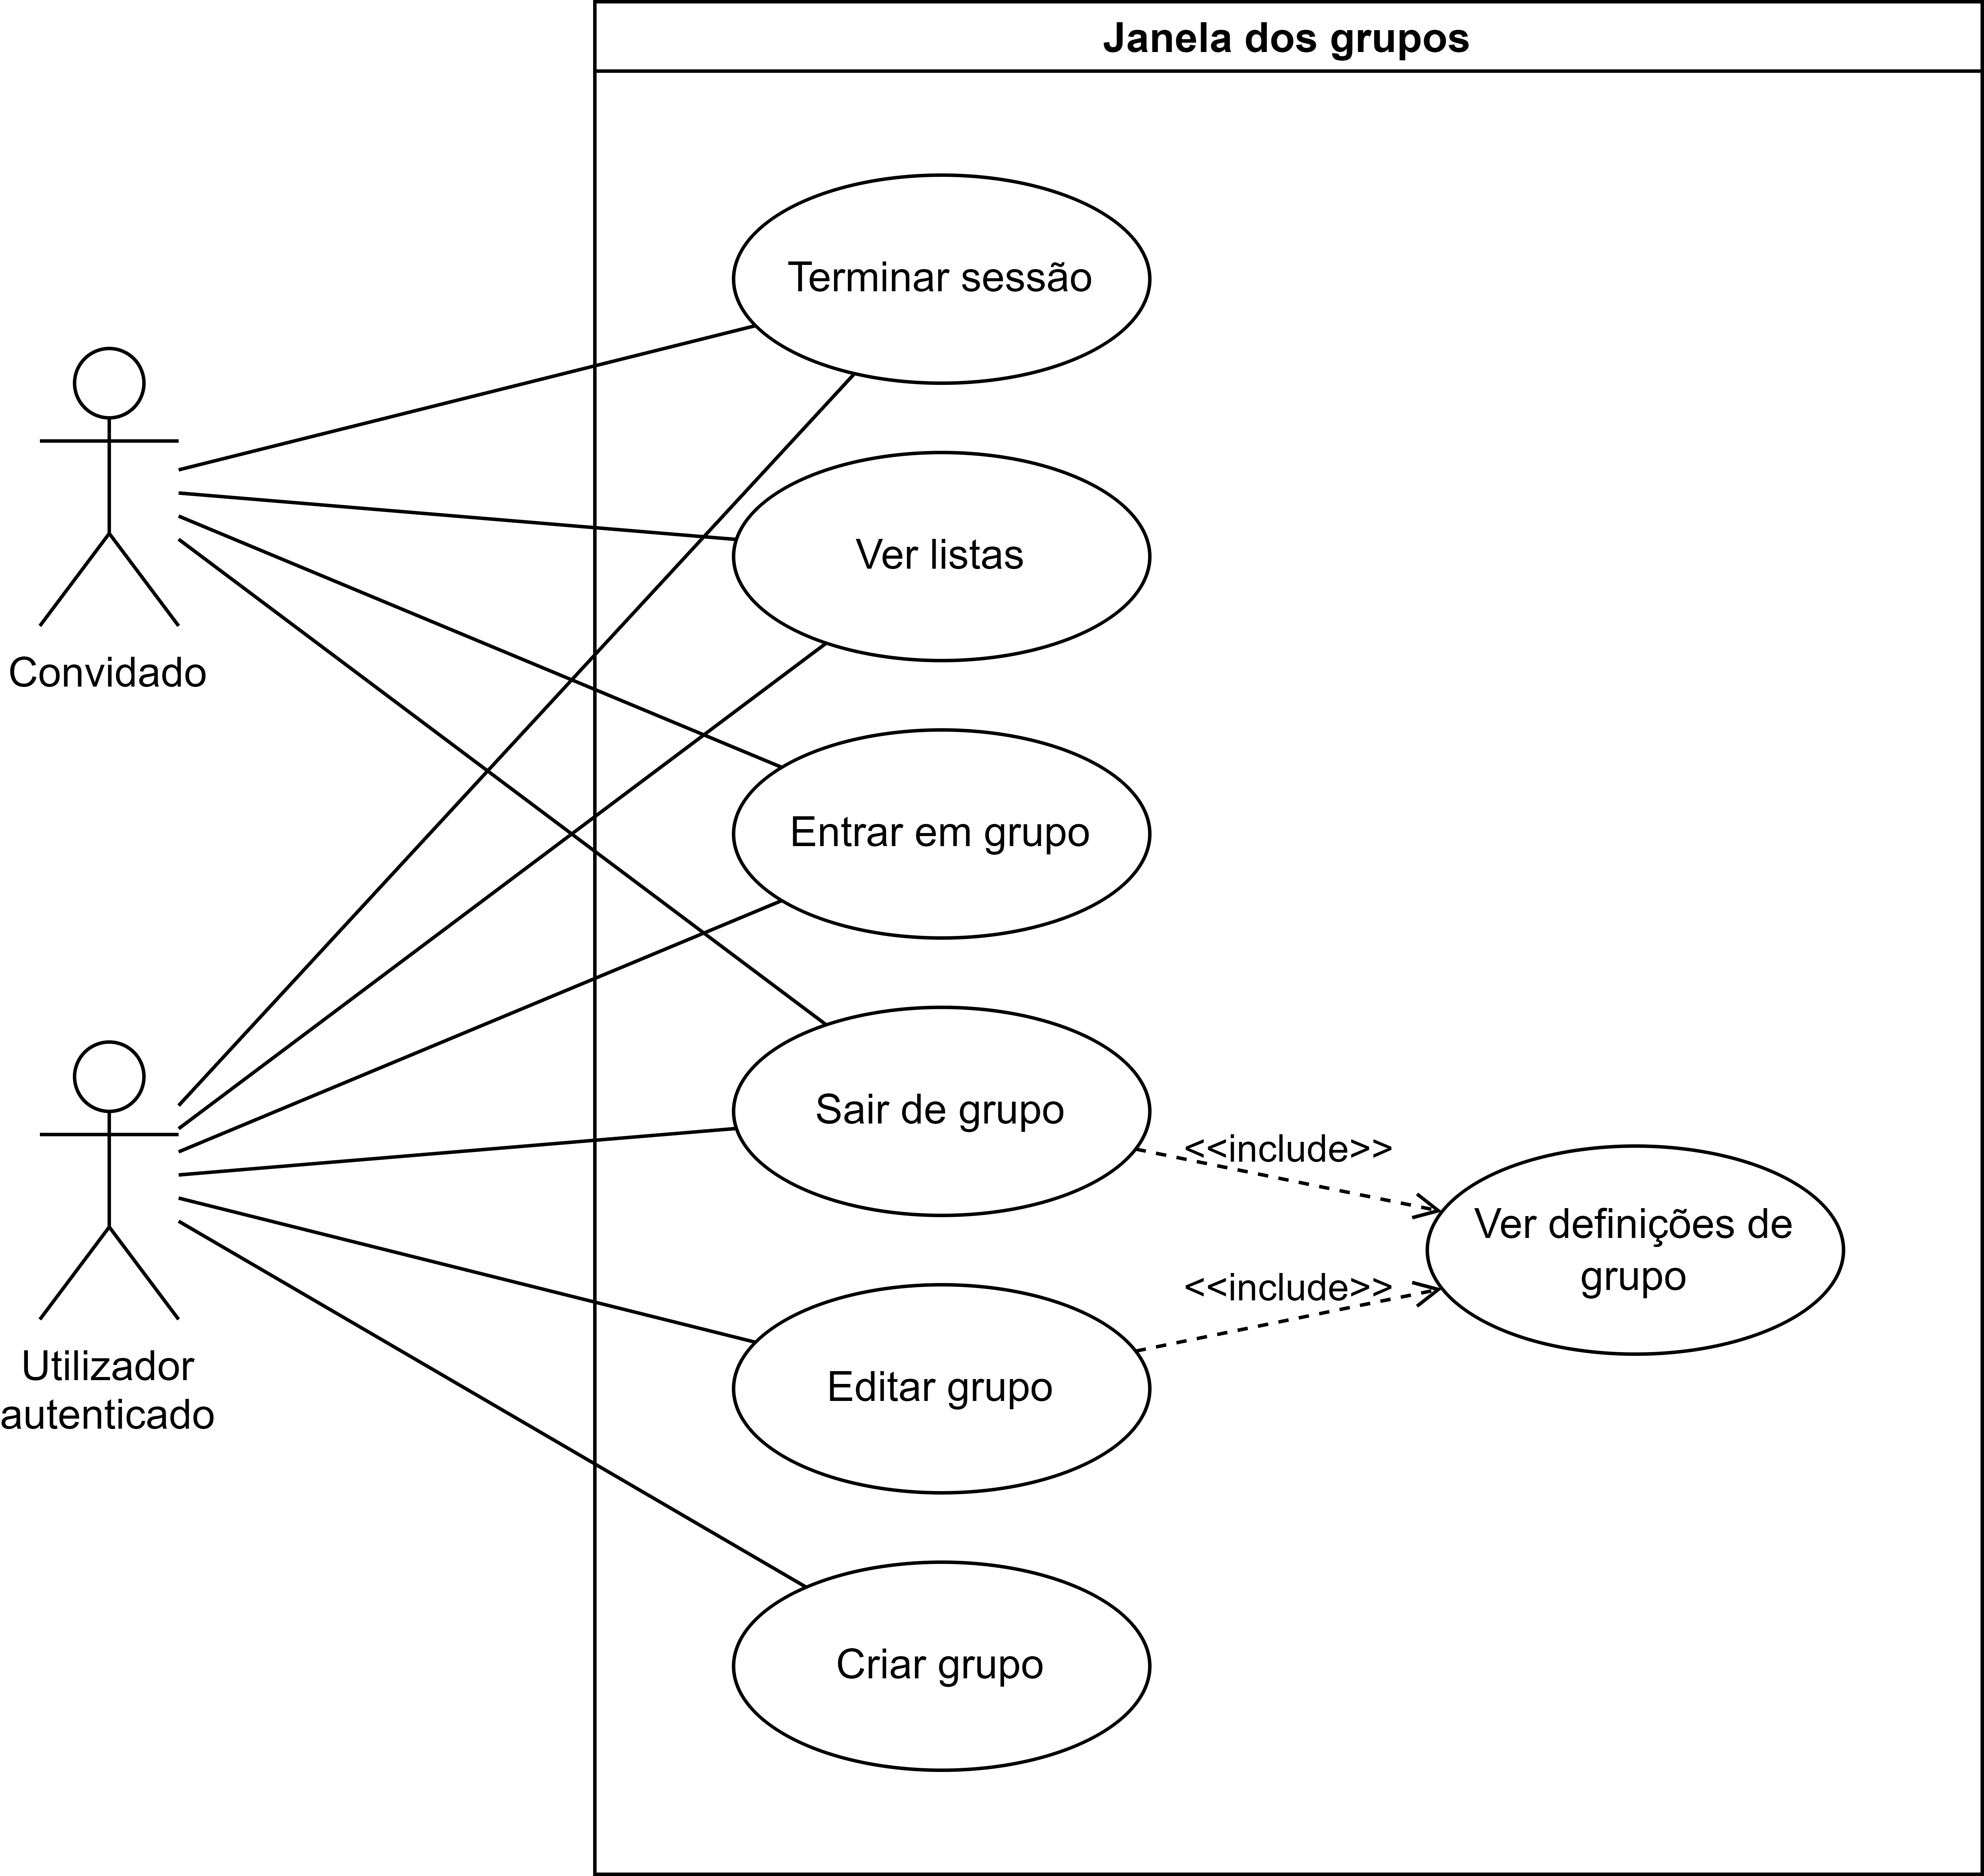 Janela dos grupos
Terminar sessão
Ver listas
Convidado
Entrar em grupo
Sair de grupo
<<include>>
Ver definições de
grupo
<<include>>
Utilizador
autenticado
Editar grupo
Criar grupo